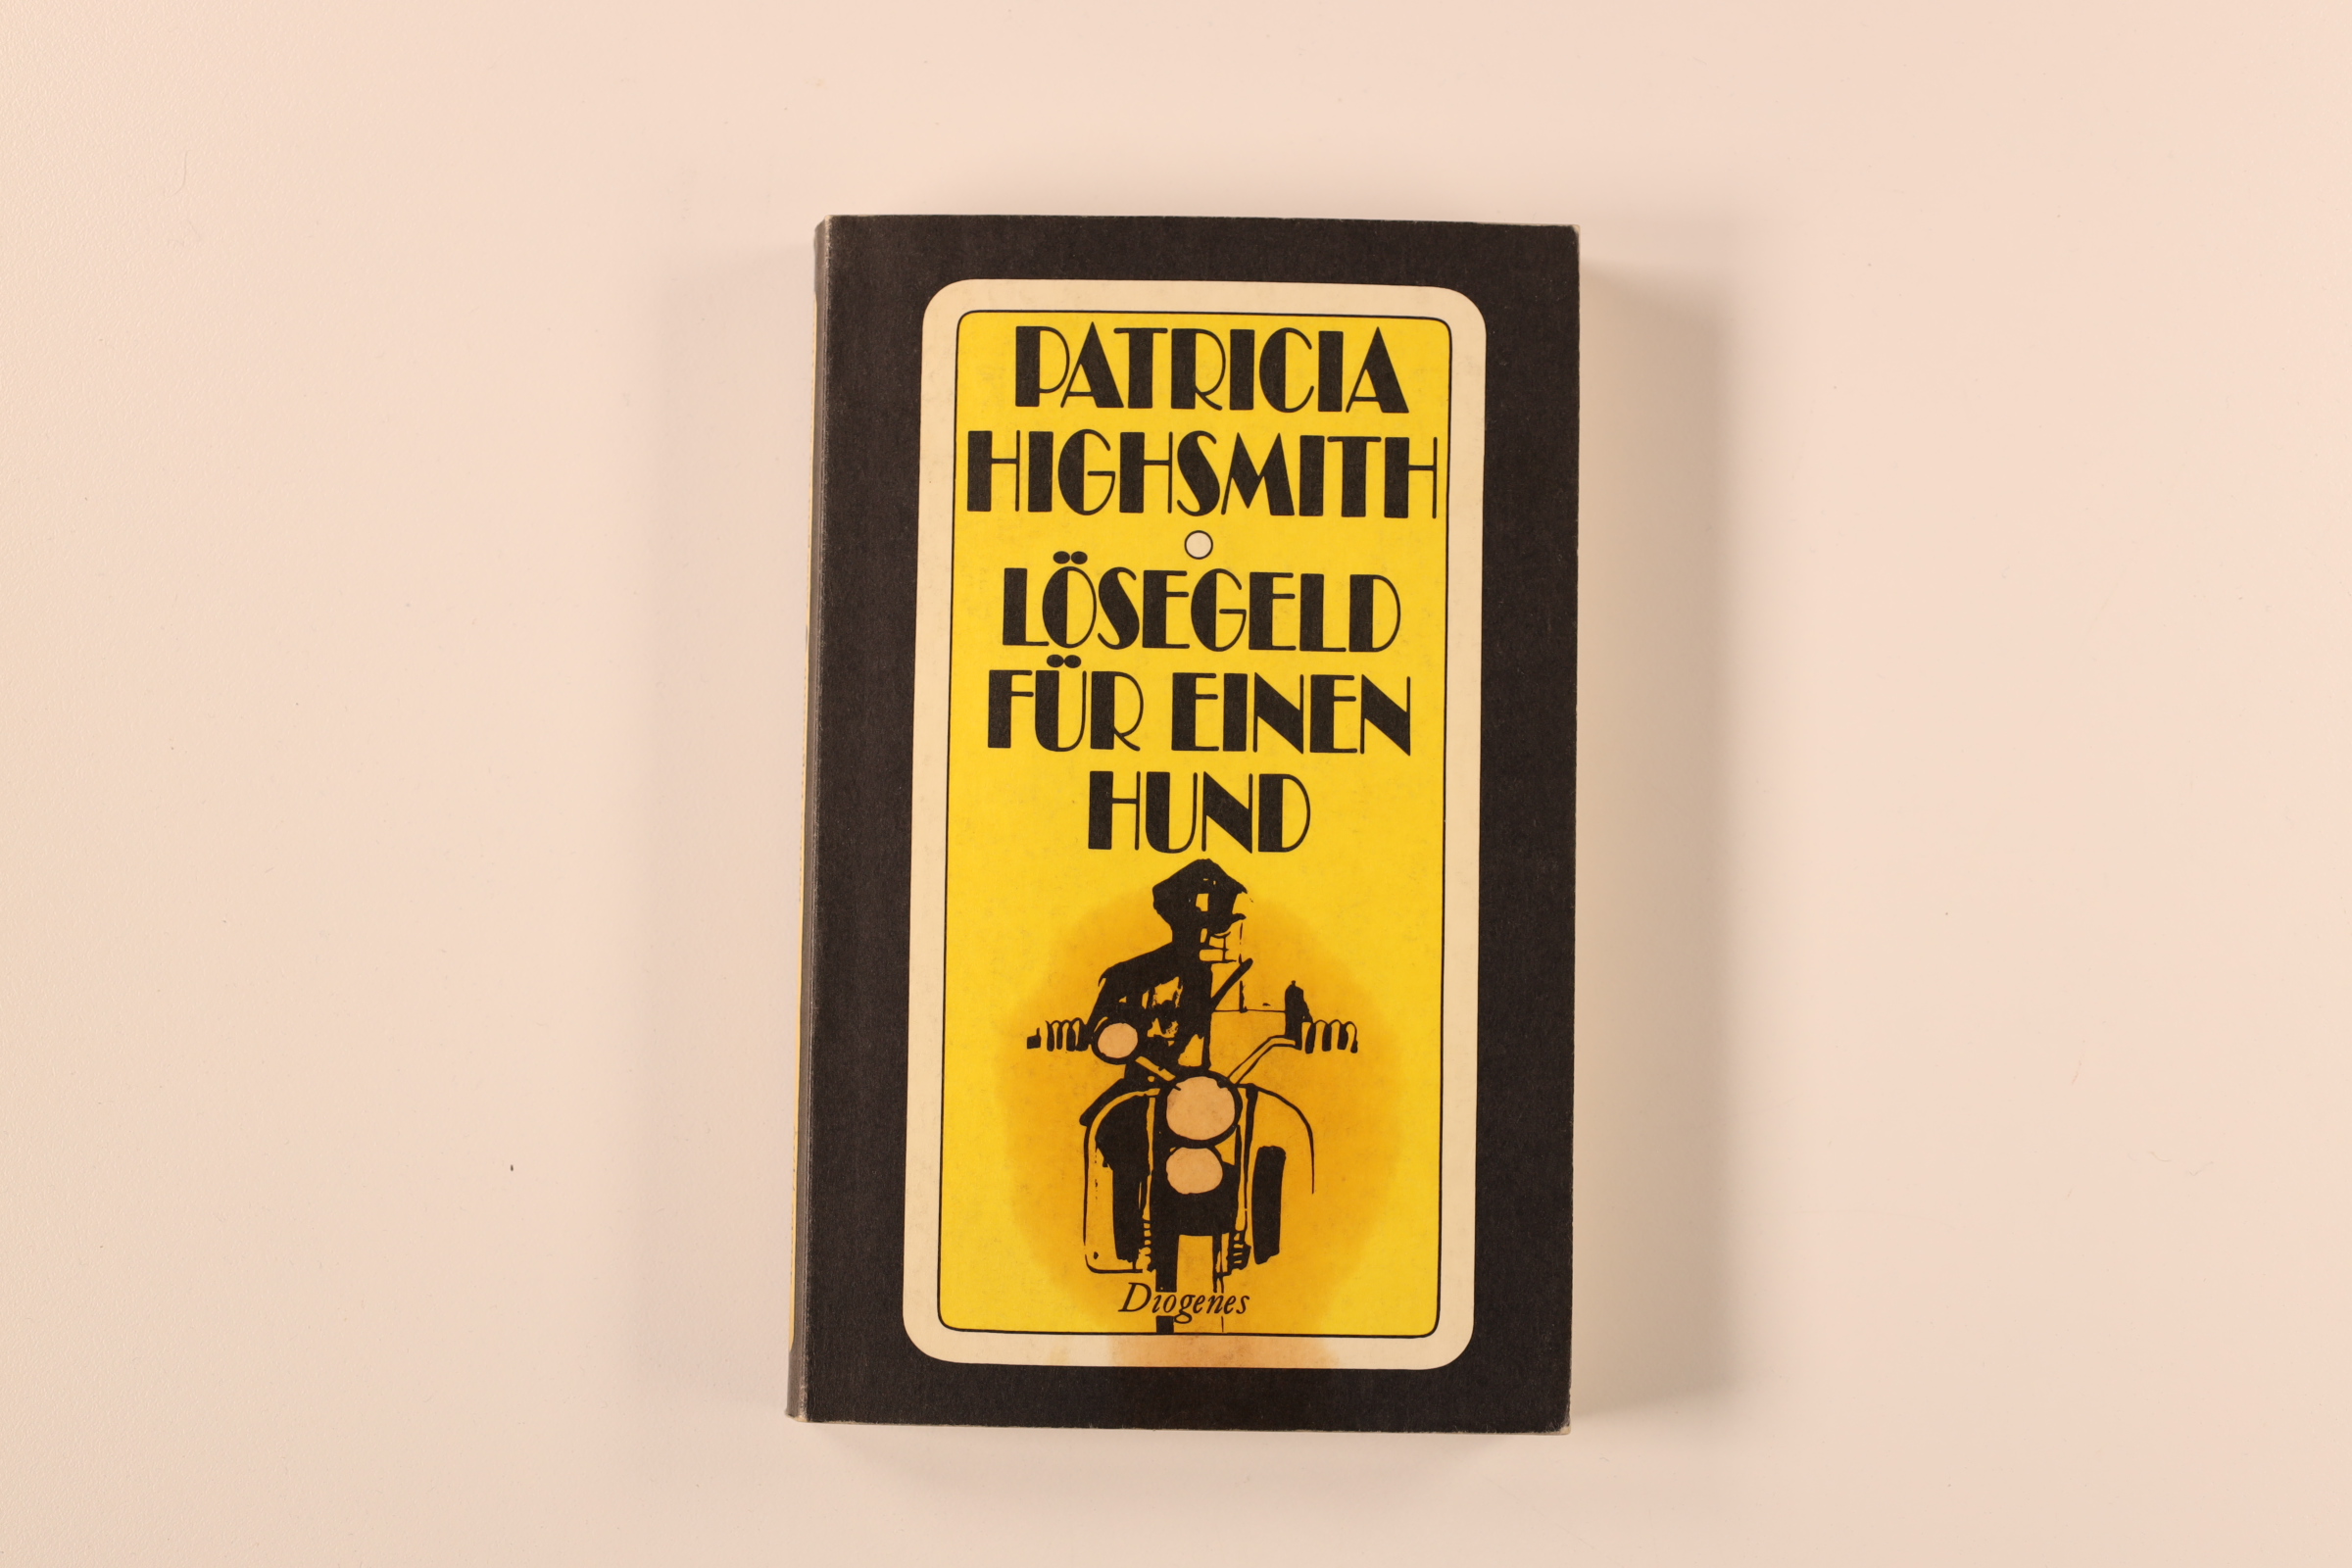 PATRICIA
HIGHSMITH
LÖSEGELD
FÜR EINEN
HUND
Diogenes